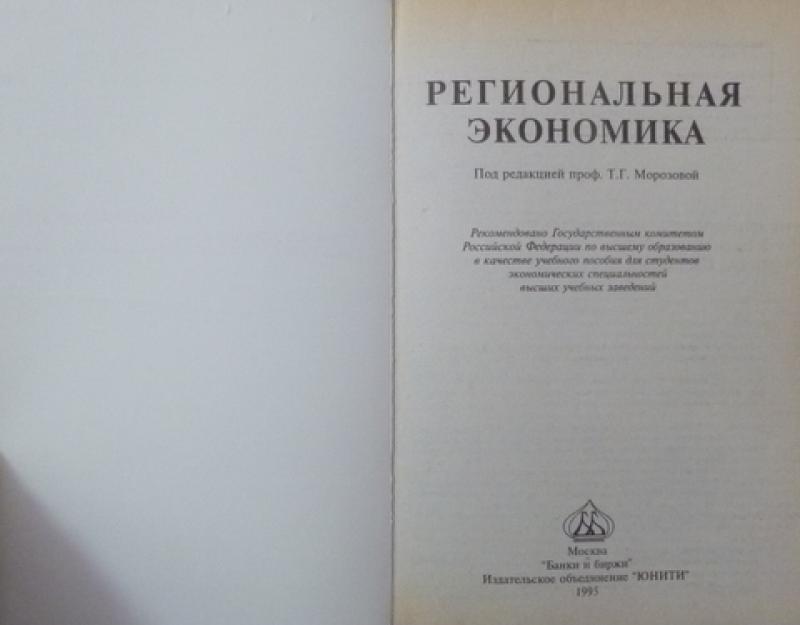 РЕГИОНАЛЬНАЯ
ЭКОНОМИКА
Под редакцией проф. Т.Г. Морозовой
Рекомендовано Государственным комитетом
Российской Федерации по высшему образованию
в качестве учебного пособия для студентов
экономических специальностей
высших учебных заведений
Москва
"Банки и биржи"
Издательское объединение "ЮНИТИ"
1995